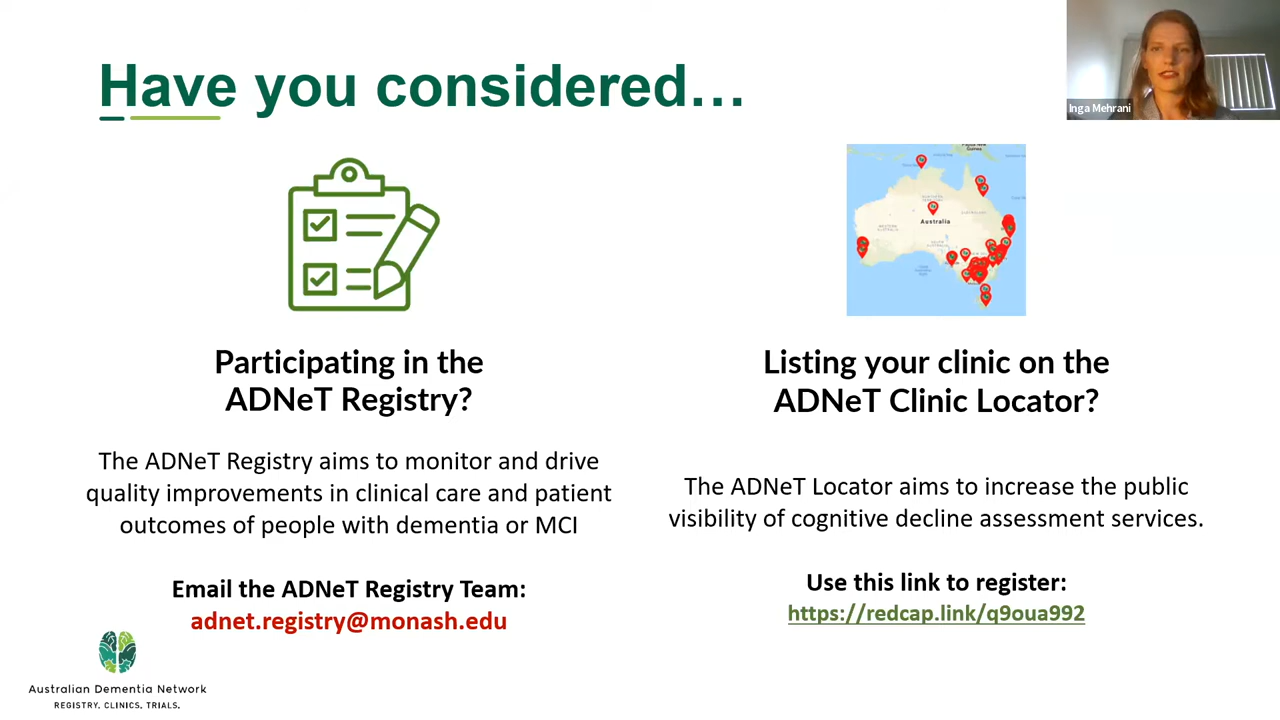 Have you considered...
Inga Mehrani
Australia
Participating in the
ADNeT Registry?
The ADNeT Registry aims to monitor and drive
quality improvements in clinical care and patient
outcomes of people with dementia or MCI
Email the ADNeT Registry Team:
adnet.registry@monash.edu
Listing your clinic on the
ADNeT Clinic Locator?
The ADNeT Locator aims to increase the public
visibility of cognitive decline assessment services.
Use this link to register:
https://redcap.link/q9oua992
Australian Dementia Network
REGISTRY. CLINICS. TRIALS.